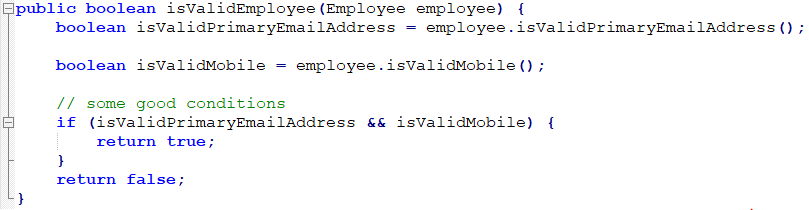 public boolean isValidEmployee(Employee employee) {
boolean isValidPrimaryEmailAddress = employee.isValidPrimaryEmailAddress();
boolean isValidMobile = employee.isValidMobile();
// some good conditions
if (isValidPrimaryEmailAddress && isValidMobile) {
return true;
}
return false;
}